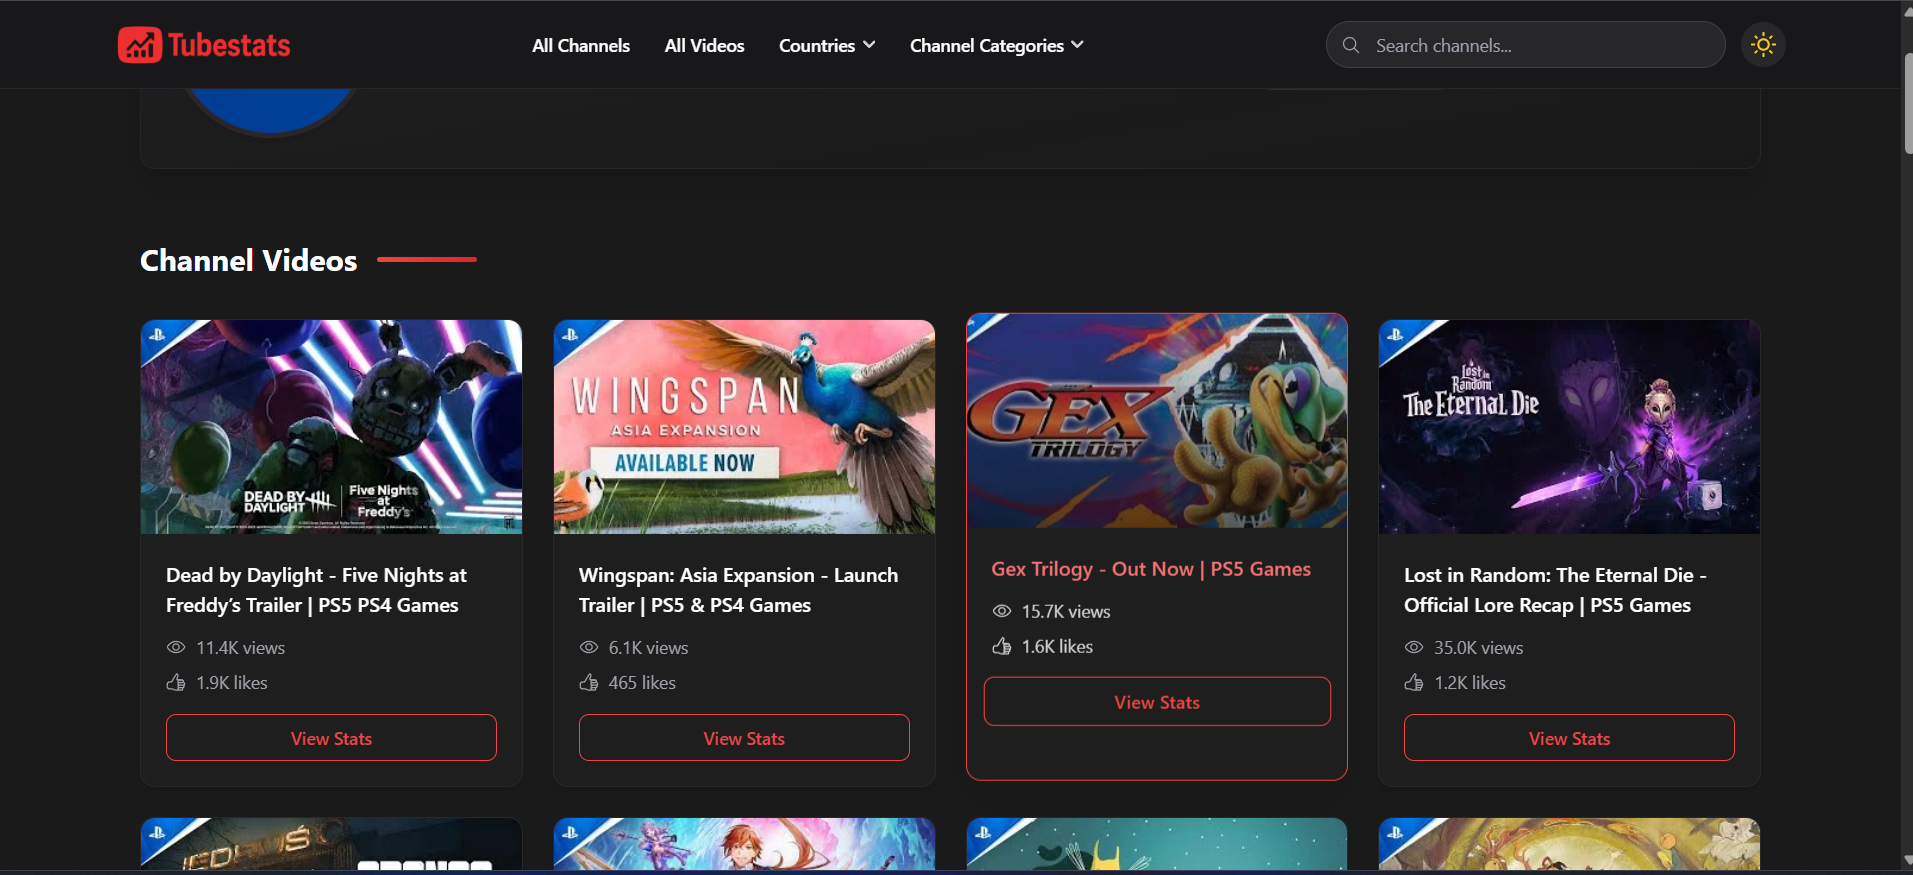 Tubestats
All Channels
All Videos
Countries
Channel Categories
Search channels...
Channel Videos
DEAD BY DAYLIGHT
Five Nights at Freddy's
WINGSPAN
ASIA EXPANSION
AVAILABLE NOW
GEX
TRILOGY
Lost in Random
The Eternal Die
Dead by Daylight - Five Nights at
Freddy’s Trailer | PS5 PS4 Games
11.4K views
1.9K likes
View Stats
Wingspan: Asia Expansion - Launch
Trailer | PS5 & PS4 Games
6.1K views
465 likes
View Stats
Gex Trilogy - Out Now | PS5 Games
15.7K views
1.6K likes
View Stats
Lost in Random: The Eternal Die -
Official Lore Recap | PS5 Games
35.0K views
1.2K likes
View Stats